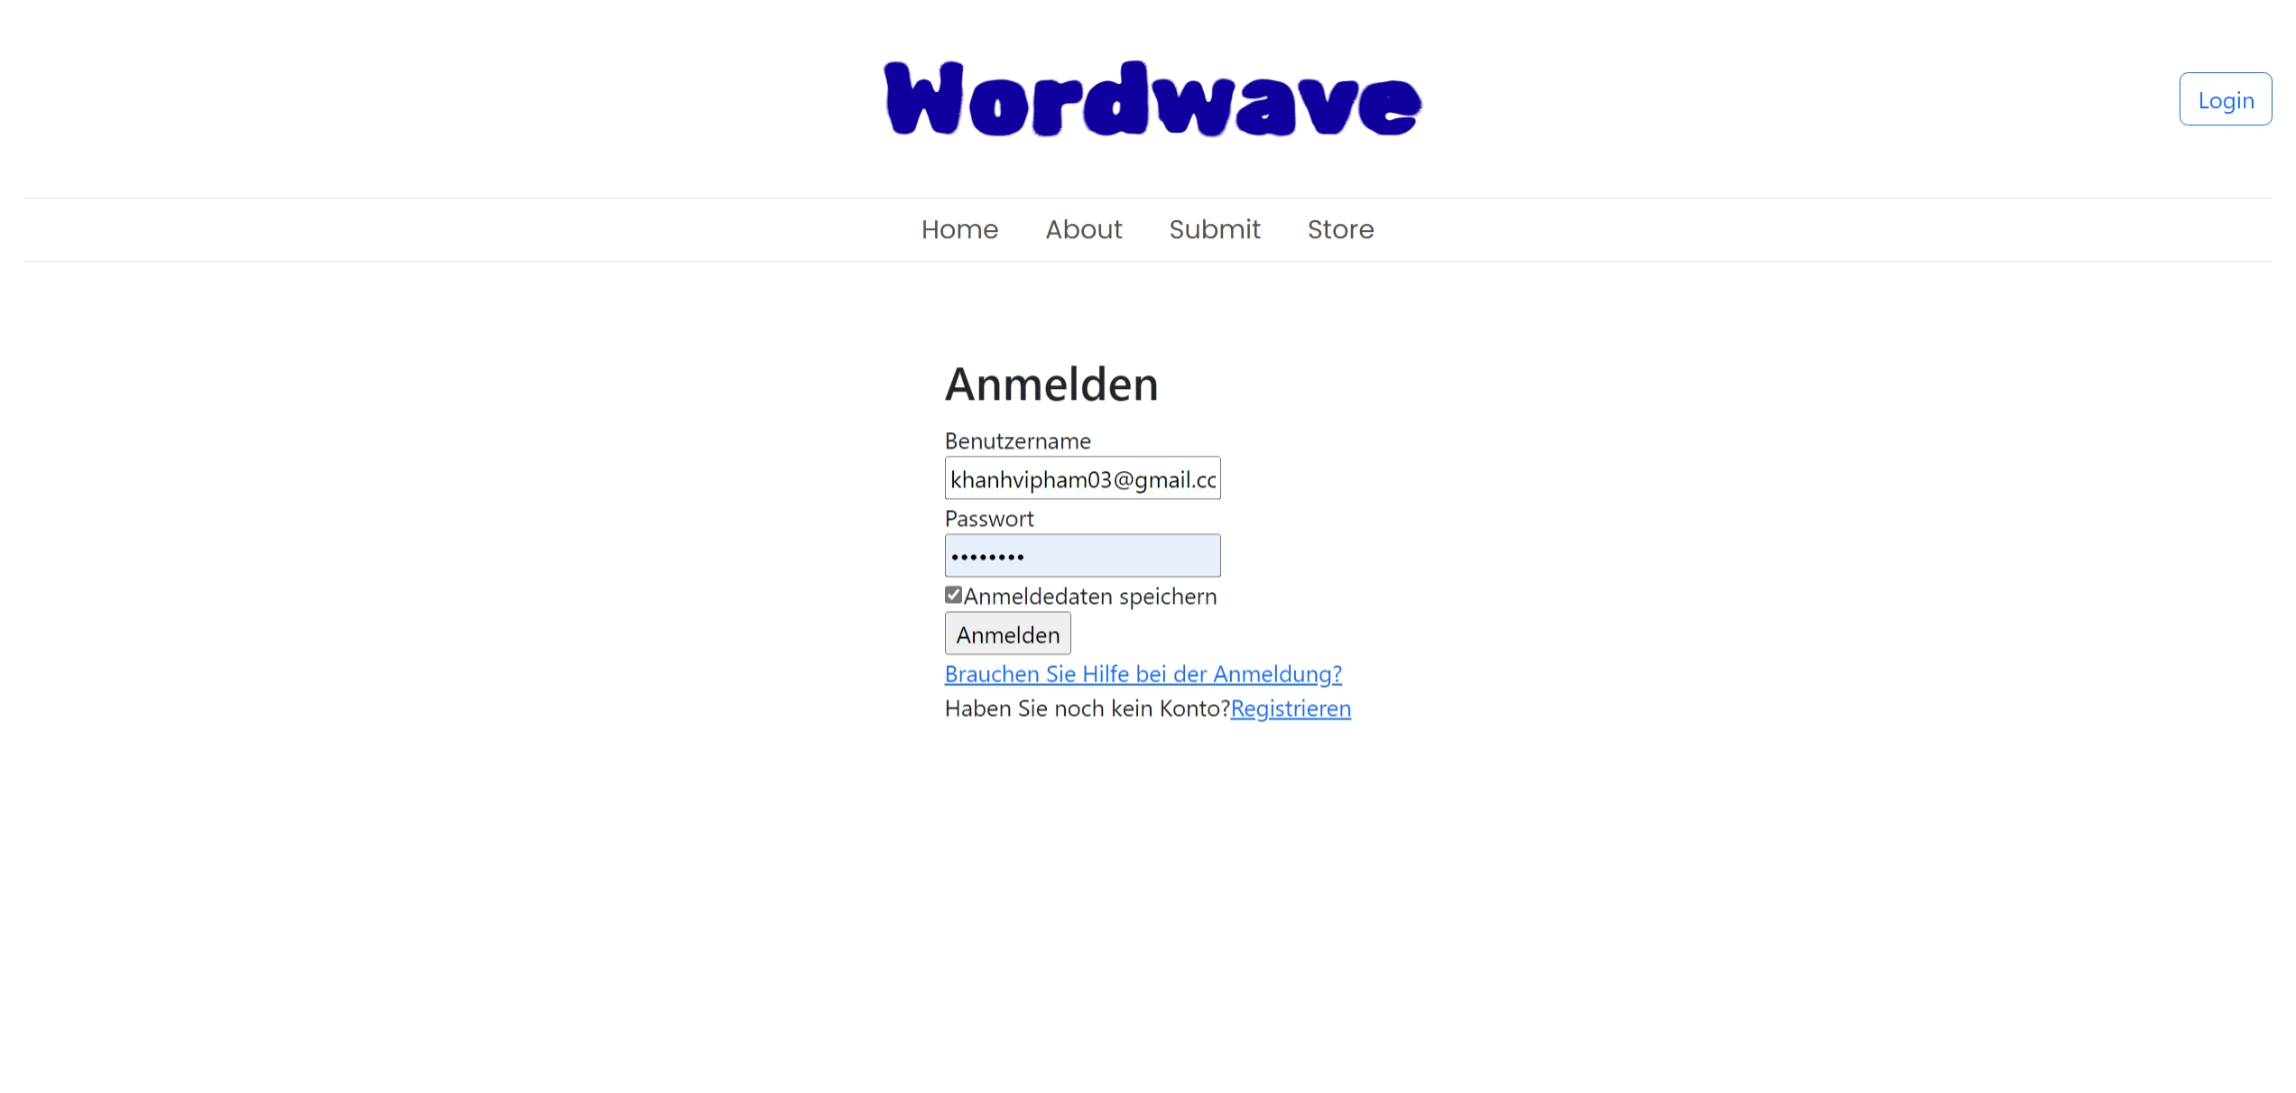 Wordwave
Login
Home About Submit Store
Anmelden
Benutzername
khanhvipham03@gmail.cc
Passwort
••••••••
Anmeldedaten speichern
Anmelden
Brauchen Sie Hilfe bei der Anmeldung?
Haben Sie noch kein Konto?Registrieren